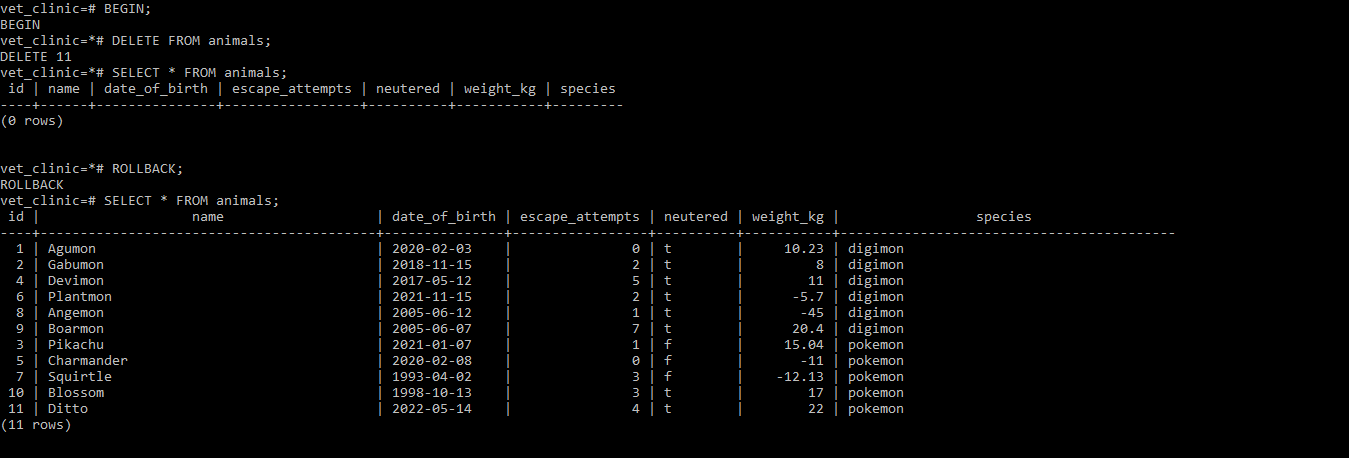 vet_clinic=# BEGIN;
BEGIN
vet_clinic=*# DELETE FROM animals;
DELETE 11
vet_clinic=*# SELECT * FROM animals;
 id | name | date_of_birth | escape_attempts | neutered | weight_kg | species
----+------+---------------+-----------------+----------+-----------+---------
(0 rows)
vet_clinic=*# ROLLBACK;
ROLLBACK
vet_clinic=# SELECT * FROM animals;
 id |                   name                   | date_of_birth | escape_attempts | neutered | weight_kg |                 species
----+------------------------------------------+---------------+-----------------+----------+-----------+------------------------------------------
  1 | Agumon                                   | 2020-02-03    |               0 | t        |     10.23 | digimon
  2 | Gabumon                                  | 2018-11-15    |               2 | t        |         8 | digimon
  4 | Devimon                                  | 2017-05-12    |               5 | t        |        11 | digimon
  6 | Plantmon                                 | 2021-11-15    |               2 | t        |      -5.7 | digimon
  8 | Angemon                                  | 2005-06-12    |               1 | t        |       -45 | digimon
  9 | Boarmon                                  | 2005-06-07    |               7 | t        |      20.4 | digimon
  3 | Pikachu                                  | 2021-01-07    |               1 | f        |     15.04 | pokemon
  5 | Charmander                               | 2020-02-08    |               0 | f        |       -11 | pokemon
  7 | Squirtle                                 | 1993-04-02    |               3 | f        |    -12.13 | pokemon
 10 | Blossom                                  | 1998-10-13    |               3 | t        |        17 | pokemon
 11 | Ditto                                    | 2022-05-14    |               4 | t        |        22 | pokemon
(11 rows)